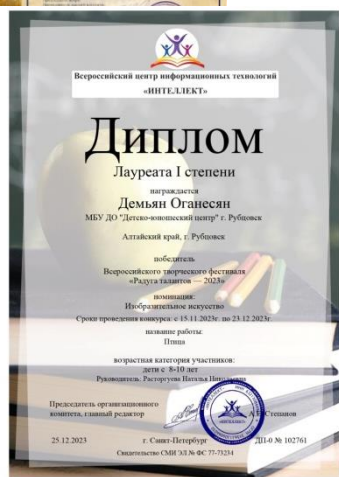 Всероссийский центр информационных технологий
«ИНТЕЛЛЕКТ»
Диплом
Лауреата I степени
награждается
Демьян Оганесян
МБУ ДО "Детско-юношеский центр" г. Рубцовск
Алтайский край, г. Рубцовск
победитель
Всероссийского творческого фестиваля
«Радуга талантов — 2023»
номинация:
Изобразительное искусство
Сроки проведения конкурса: с 15.11.2023г. по 23.12.2023г.
название работы:
Птица
возрастная категория участников:
дети с 8-10 лет
Руководитель: Расторгуева Наталья Николаевна
Председатель организационного
комитета, главный редактор
Степанов
«ИНТЕЛЛЕКТ»
25.12.2023 г. Санкт-Петербург ДП-0 № 102761
Свидетельство СМИ ЭЛ № ФС 77-73234